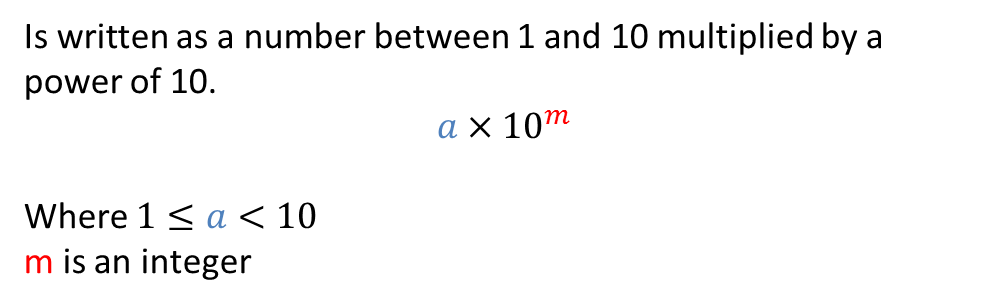 Is written as a number between 1 and 10 multiplied by a
power of 10.
a × 10^m
Where 1 ≤ a < 10
m is an integer